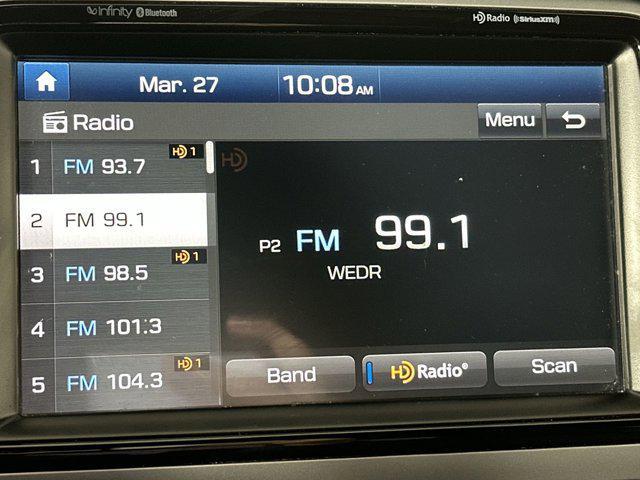 infinity Bluetooth
HD Radio ((SiriusXM))
Mar. 27 10:08 AM
Radio
Menu
1 FM 93.7 HD 1
2 FM 99.1
3 FM 98.5 HD 1
4 FM 101.3
5 FM 104.3 HD 1
HD
P2 FM 99.1
WEDR
Band
HD Radio®
Scan